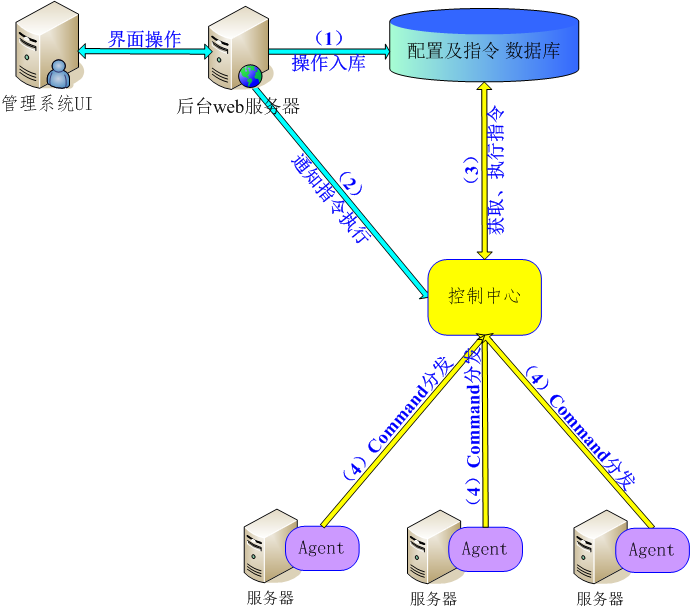 界面操作
（1）
操作入库
配置及指令 数据库
管理系统UI
后台web服务器
（2）
通知指令执行
（3）
获取、执行指令
控制中心
（4）Command分发
（4）Command分发
（4）Command分发
Agent
Agent
Agent
服务器
服务器
服务器